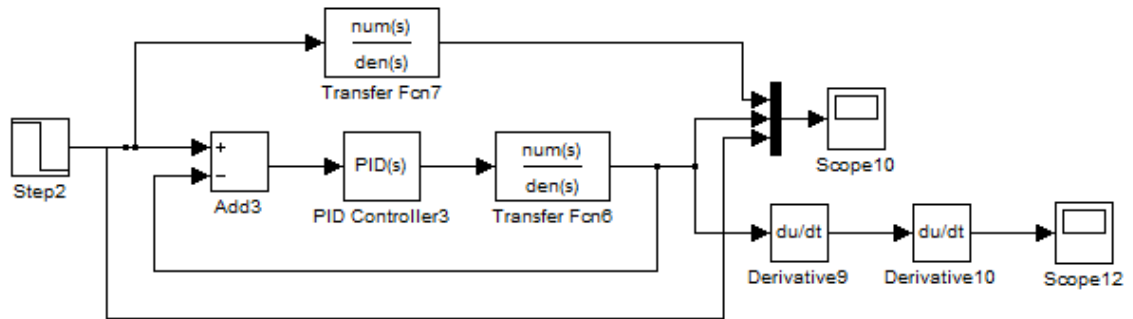 num(s)
den(s)
Transfer Fcn7
Step2
+
−
Add3
PID(s)
PID Controller3
num(s)
den(s)
Transfer Fcn6
Scope10
du/dt
Derivative9
du/dt
Derivative10
Scope12